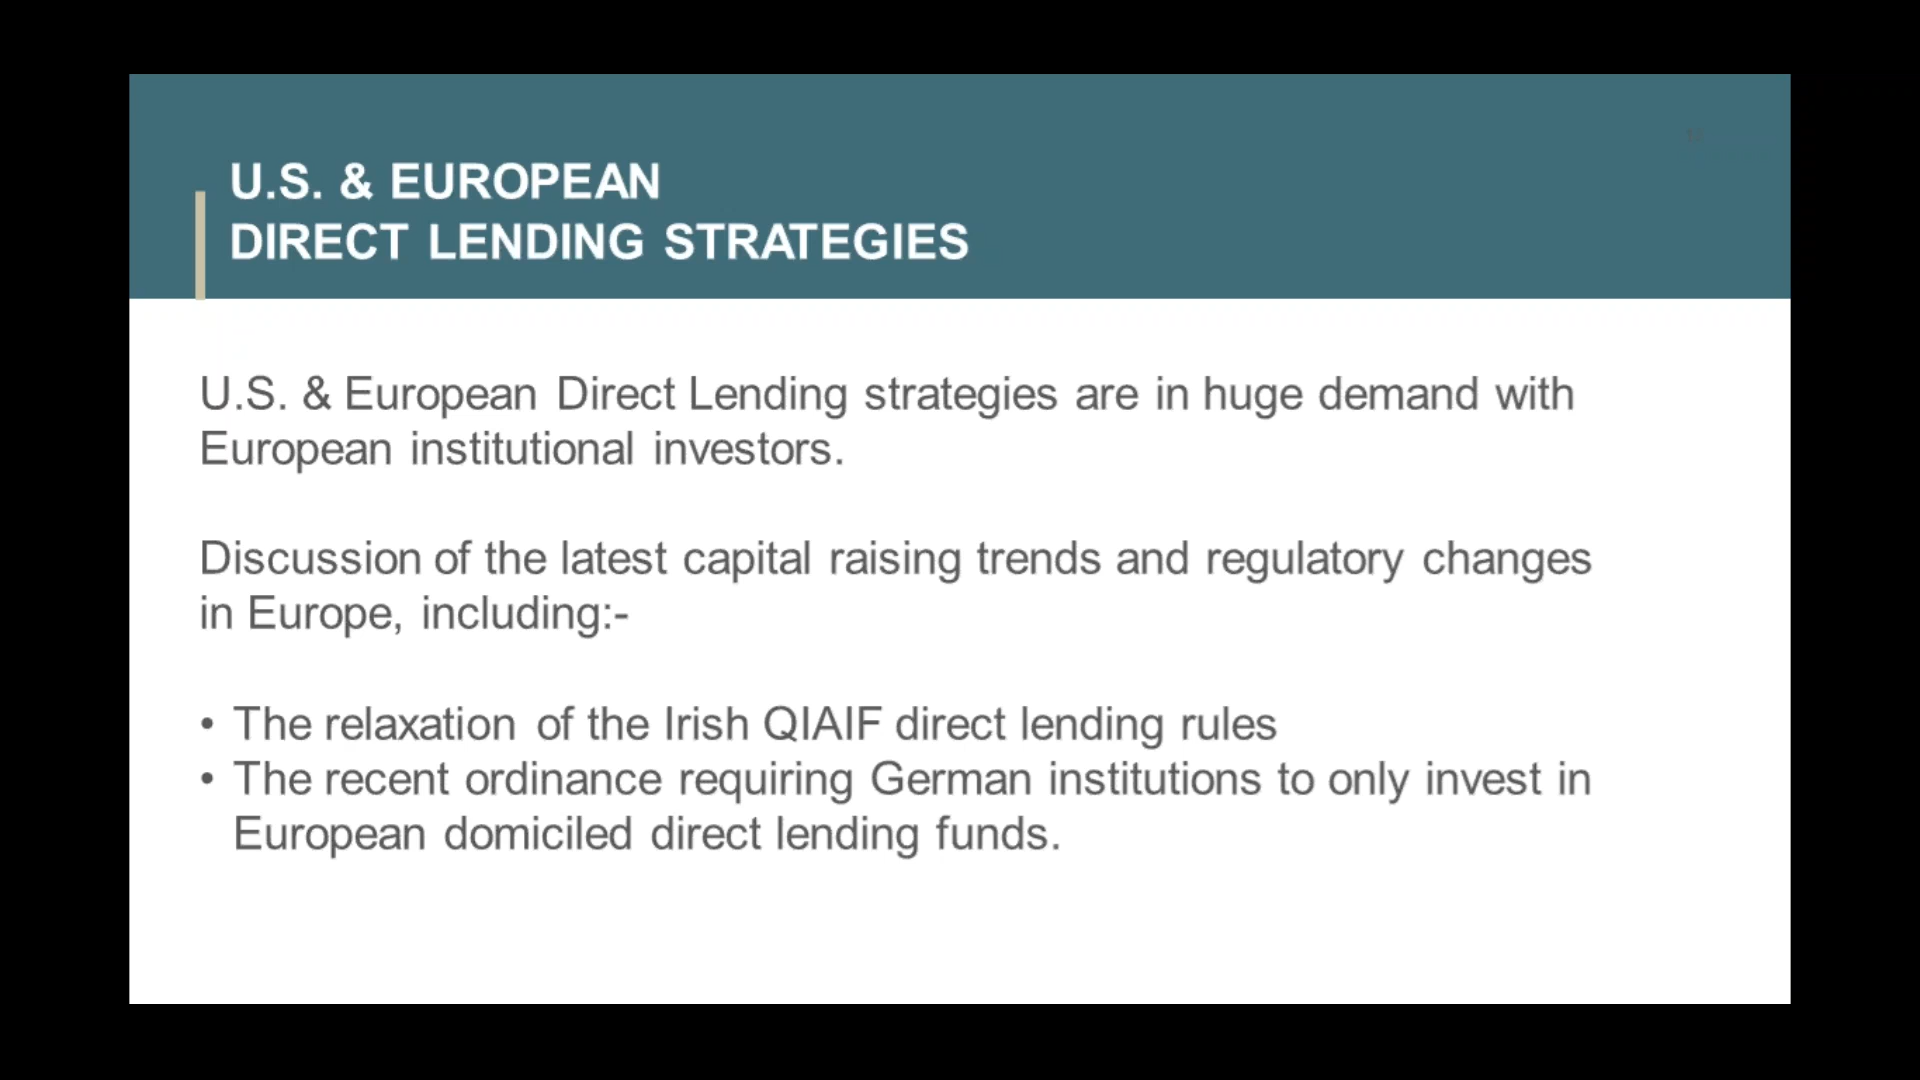 U.S. & EUROPEAN
DIRECT LENDING STRATEGIES
U.S. & European Direct Lending strategies are in huge demand with
European institutional investors.
Discussion of the latest capital raising trends and regulatory changes
in Europe, including:-
• The relaxation of the Irish QIAIF direct lending rules
• The recent ordinance requiring German institutions to only invest in
European domiciled direct lending funds.